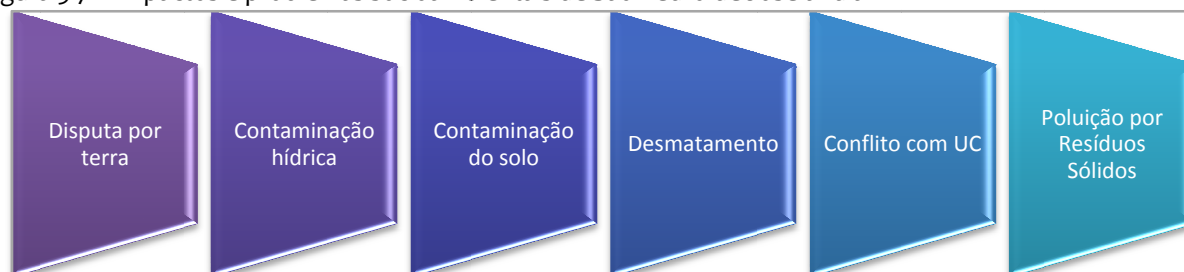 Disputa por
terra
Contaminação
hídrica
Contaminação
do solo
Desmatamento
Conflito com UC
Poluição por
Resíduos
Sólidos